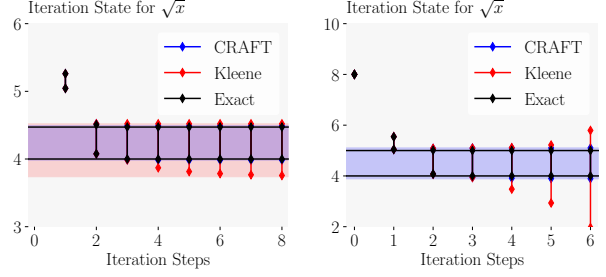 Iteration State for √x
6
5
4
3
0
2
4
6
8
Iteration Steps
CRAFT
Kleene
Exact
Iteration State for √x
10
8
6
4
2
0
1
2
3
4
5
6
Iteration Steps
CRAFT
Kleene
Exact